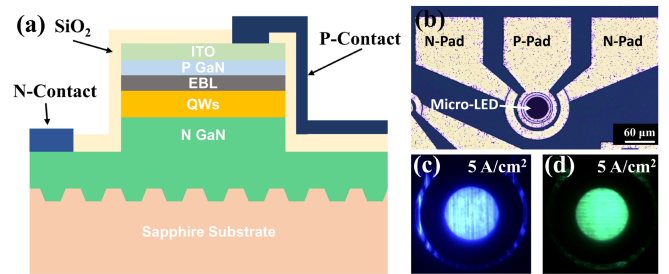 (a)
SiO₂
ITO
P GaN
EBL
QWs
N GaN
Sapphire Substrate
N-Contact
P-Contact
(b)
N-Pad P-Pad N-Pad
Micro-LED
60 μm
(c) 5 A/cm²
(d) 5 A/cm²